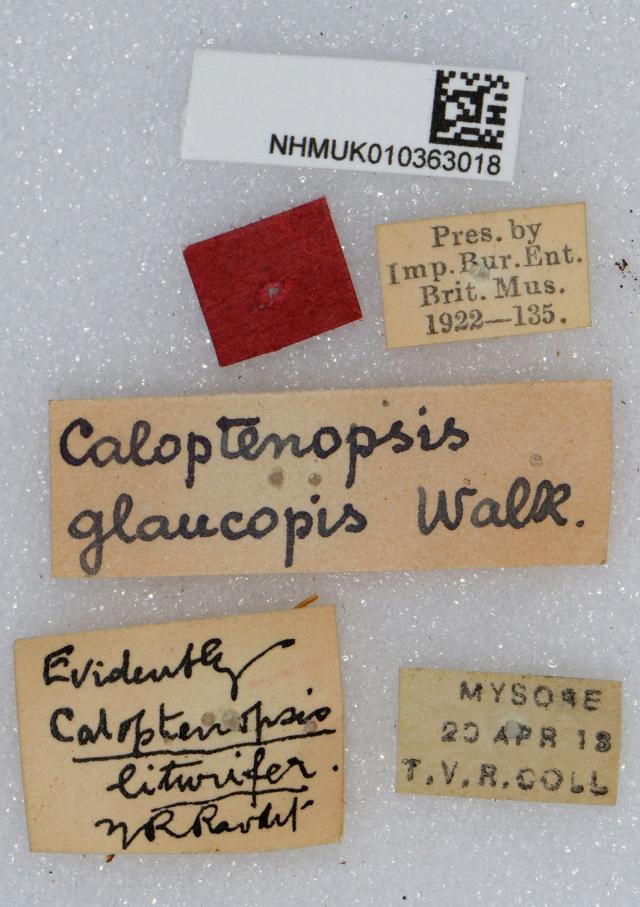 NHMUK010363018
Pres. by
Imp. Bur. Ent.
Brit. Mus.
1922—135.
Caloptenopsis
glaucopis Walk.
Evidently
Caloptenopsis
liturifer.
MYSORE
20 APR 13
T.V.R.COLL